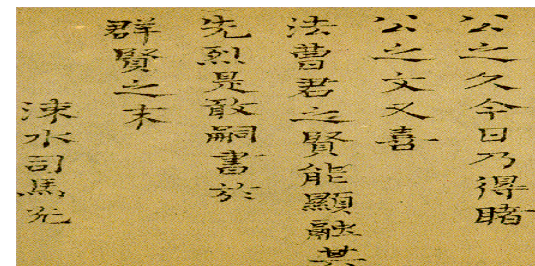 公之久今日乃得睹
公之文又喜
法曹君之賢能顯融其
先烈是敢嗣書於
群賢之末
涑水司馬光